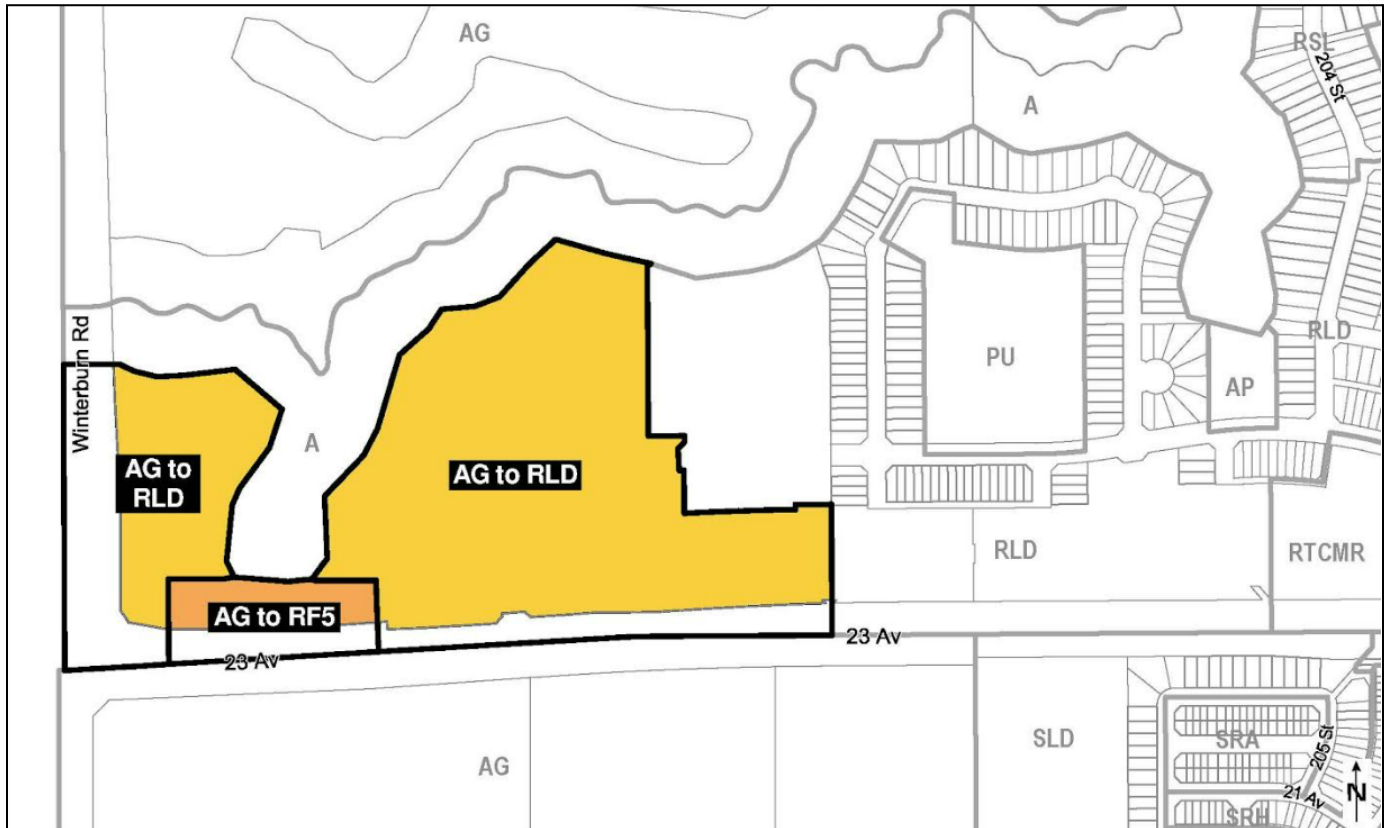 AG
RSL
204 St
A
Winterburn Rd
PU
RLD
AP
A
AG to
RLD
AG to RLD
RLD
RTCMR
AG to RF5
23 Av
23 Av
SLD
SRA
205 St
AG
21 Av
N
SRH